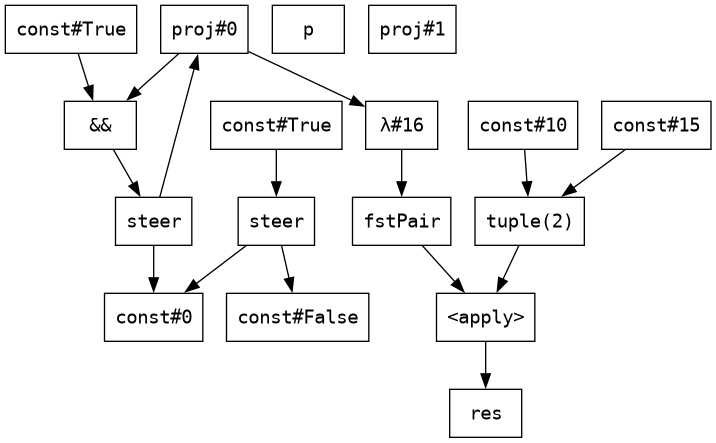 const#True
proj#0
p
proj#1
&&
const#True
λ#16
const#10
const#15
steer
steer
fstPair
tuple(2)
const#0
const#False
<apply>
res